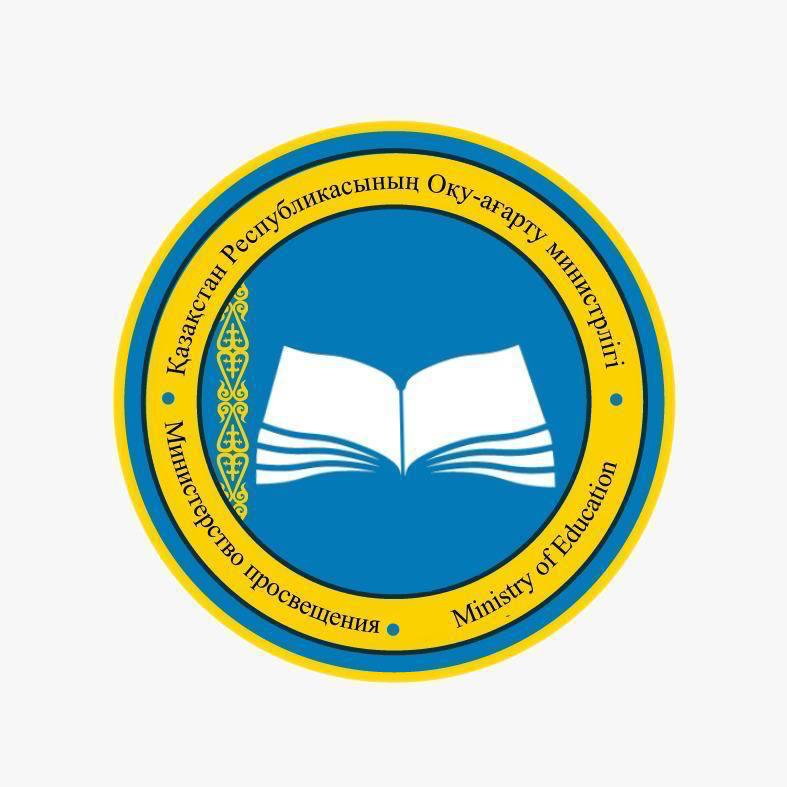 Қазақстан Республикасының Оқу-ағарту министрлігі
Министерство просвещения
Ministry of Education